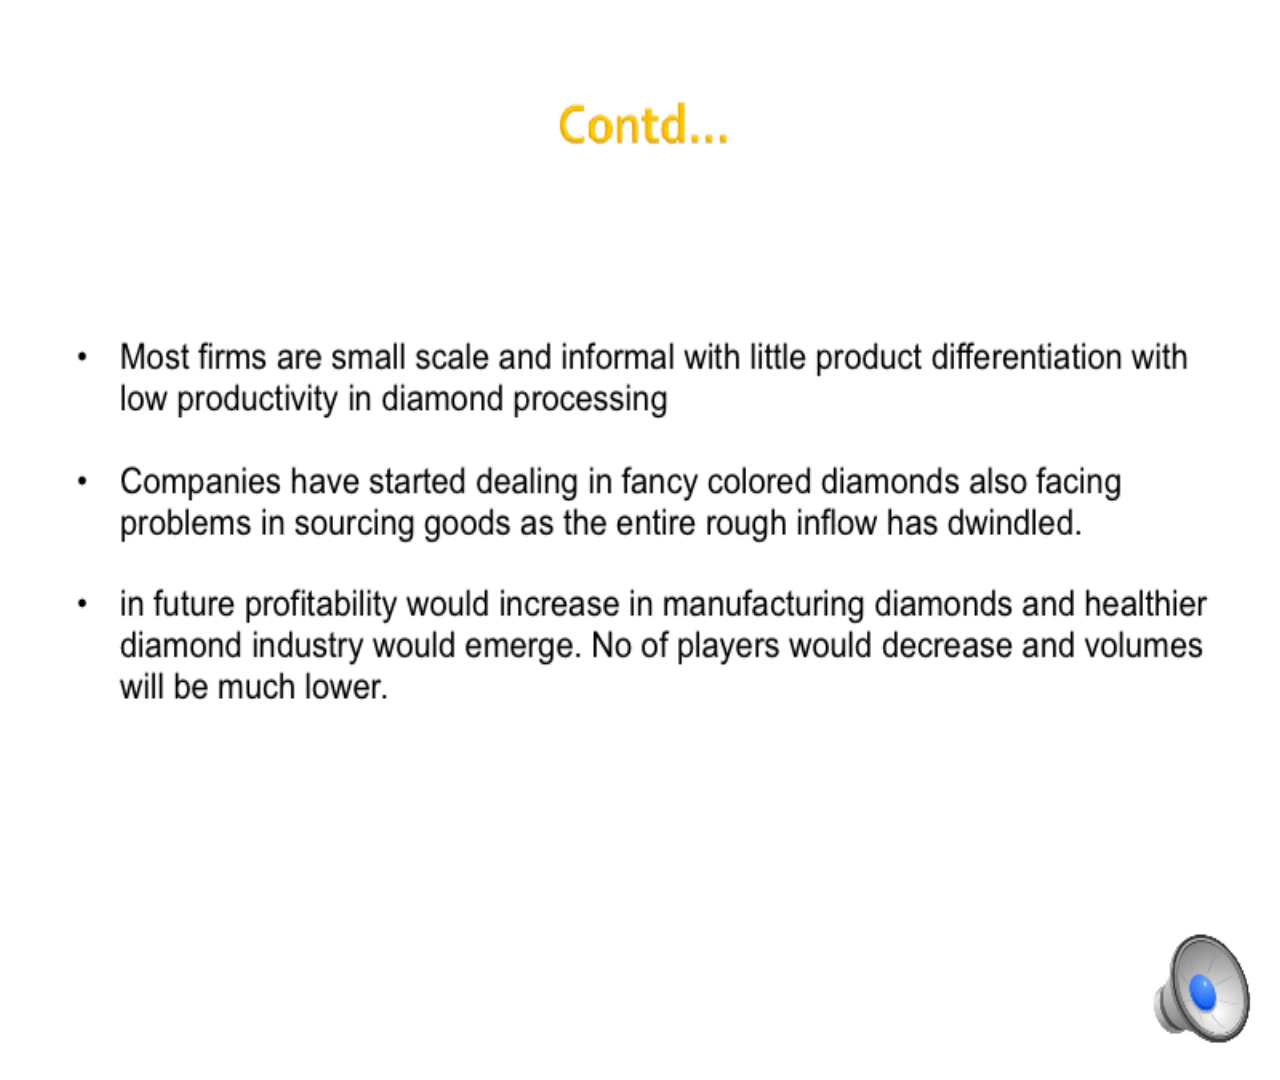 Contd...
• Most firms are small scale and informal with little product differentiation with
low productivity in diamond processing
• Companies have started dealing in fancy colored diamonds also facing
problems in sourcing goods as the entire rough inflow has dwindled.
• in future profitability would increase in manufacturing diamonds and healthier
diamond industry would emerge. No of players would decrease and volumes
will be much lower.